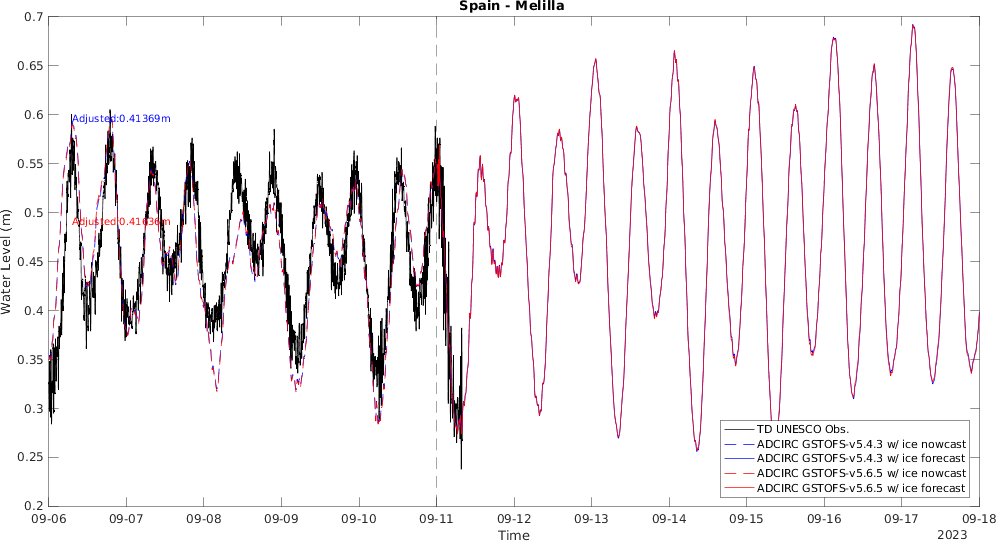 Spain - Melilla
0.7
0.65
0.6
0.55
0.5
0.45
0.4
0.35
0.3
0.25
0.2
Water Level (m)
Adjusted:0.41369m
Adjusted:0.41636m
TD UNESCO Obs.
ADCIRC GSTOFS-v5.4.3 w/ ice nowcast
ADCIRC GSTOFS-v5.4.3 w/ ice forecast
ADCIRC GSTOFS-v5.6.5 w/ ice nowcast
ADCIRC GSTOFS-v5.6.5 w/ ice forecast
09-06 09-07 09-08 09-09 09-10 09-11 09-12 09-13 09-14 09-15 09-16 09-17 09-18
Time
2023